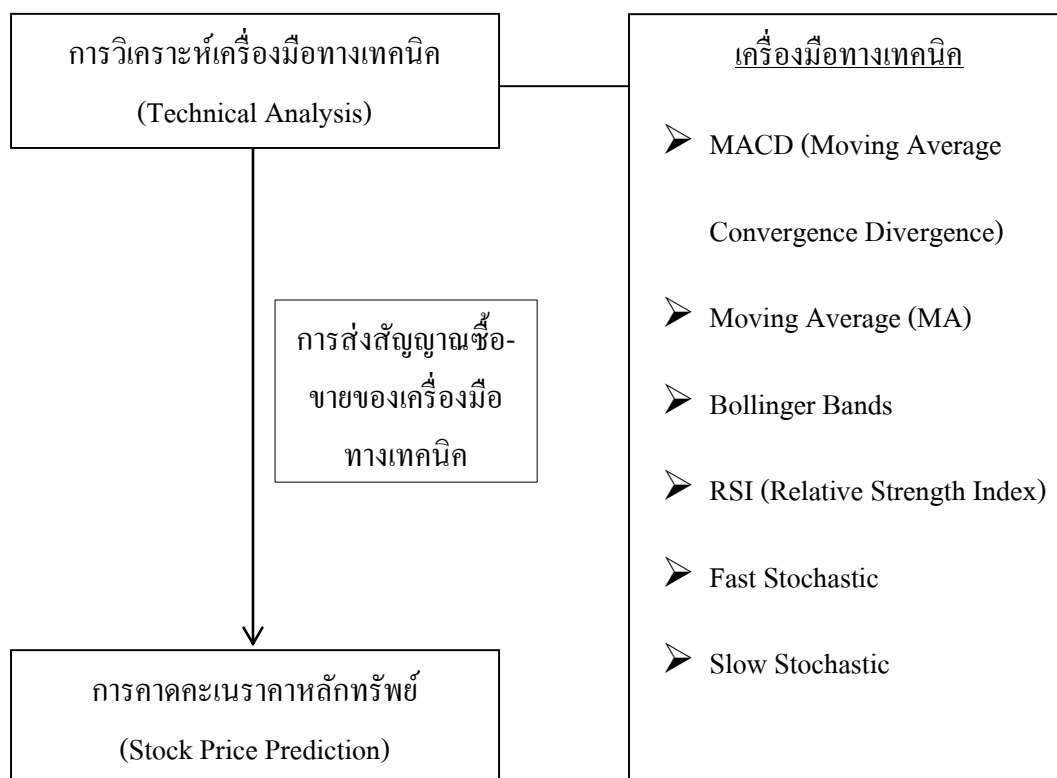 การวิเคราะห์เครื่องมือทางเทคนิค
(Technical Analysis)
การส่งสัญญาณซื้อ-
ขายของเครื่องมือ
ทางเทคนิค
การคาดคะเนราคาหลักทรัพย์
(Stock Price Prediction)
เครื่องมือทางเทคนิค
➢ MACD (Moving Average
Convergence Divergence)
➢ Moving Average (MA)
➢ Bollinger Bands
➢ RSI (Relative Strength Index)
➢ Fast Stochastic
➢ Slow Stochastic